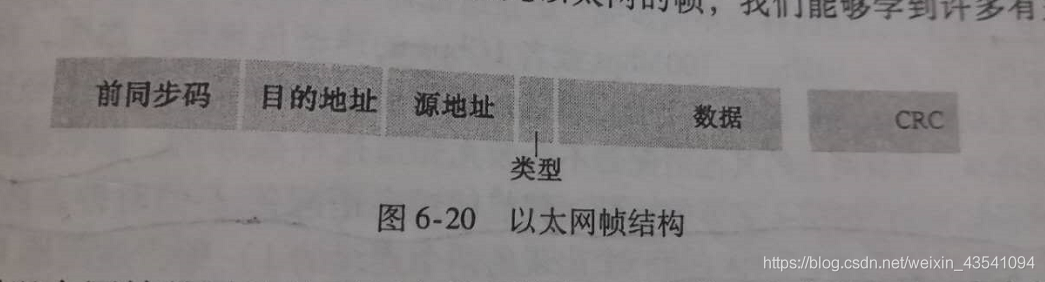 以太网的帧，我们能够学到许多有
前同步码 目的地址 源地址 数据 CRC
类型
图 6-20 以太网帧结构
https://blog.csdn.net/weixin_43541094